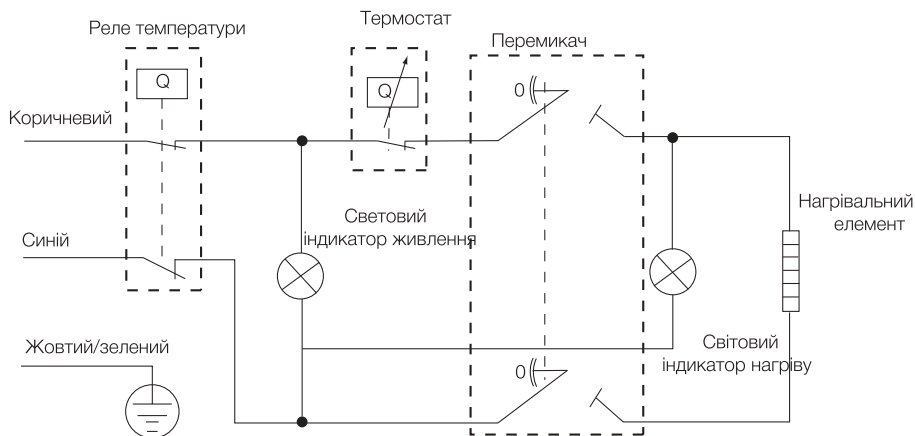 Реле температури
Термостат
Перемикач
Q
Q
0
Коричневий
Нагрівальний
елемент
Световий
індикатор живлення
Синій
Світовий
індикатор нагріву
Жовтий/зелений
0